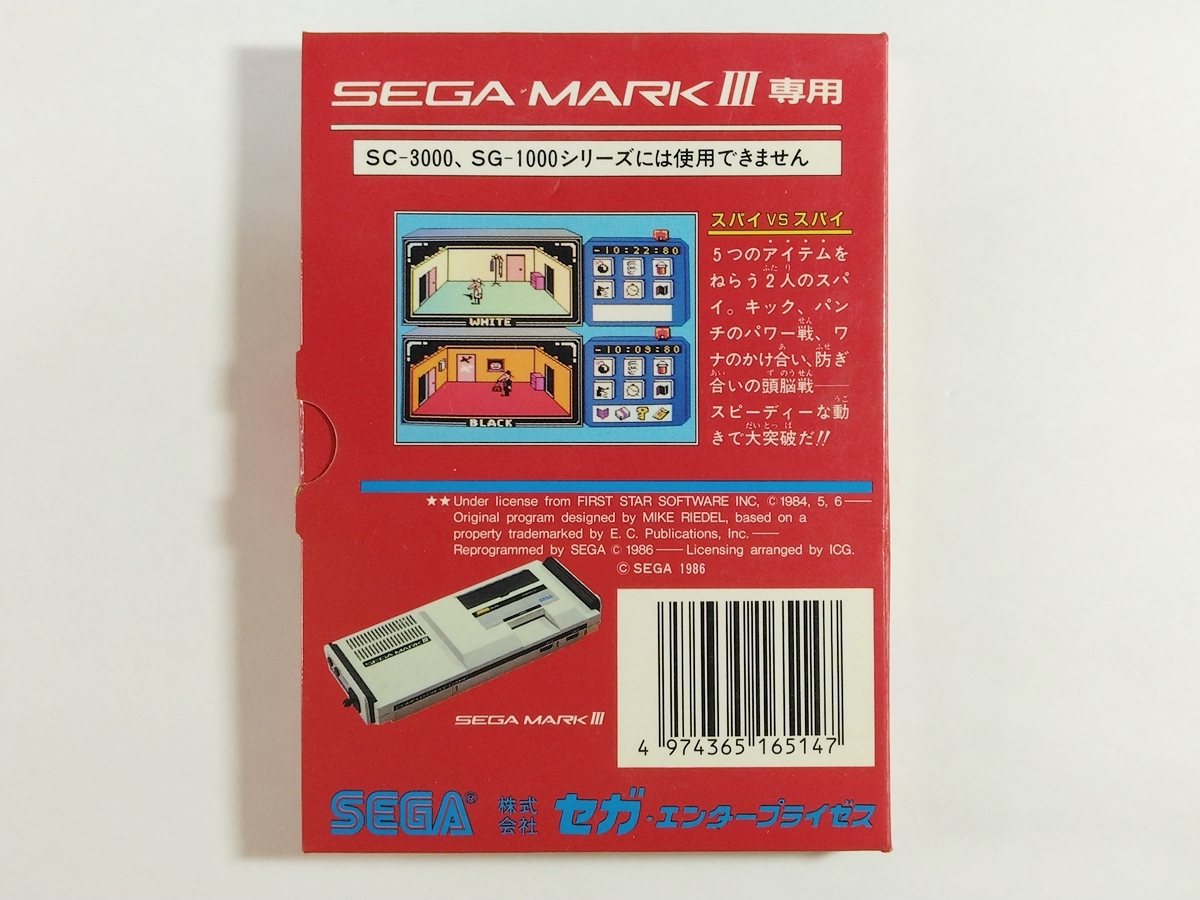 SEGA MARK III 専用
SC-3000、SG-1000シリーズには使用できません
スパイ VS スパイ
5つのアイテムを
ねらう2人のスパ
イ。キック、パン
チのパワー戦、ワ
ナのかけ合い、防ぎ
合いの頭脳戦──
スピーディーな動
きで大突破だ!!
-10:22:80
WHITE
-10:09:80
BLACK
★★Under license from FIRST STAR SOFTWARE INC, ©1984, 5, 6──
Original program designed by MIKE RIEDEL, based on a
property trademarked by E. C. Publications, Inc.──
Reprogrammed by SEGA © 1986──Licensing arranged by ICG.
© SEGA 1986
SEGA MARK III
SEGA MARK III
4 974365 165147
SEGA® 株式会社 セガ・エンタープライゼス